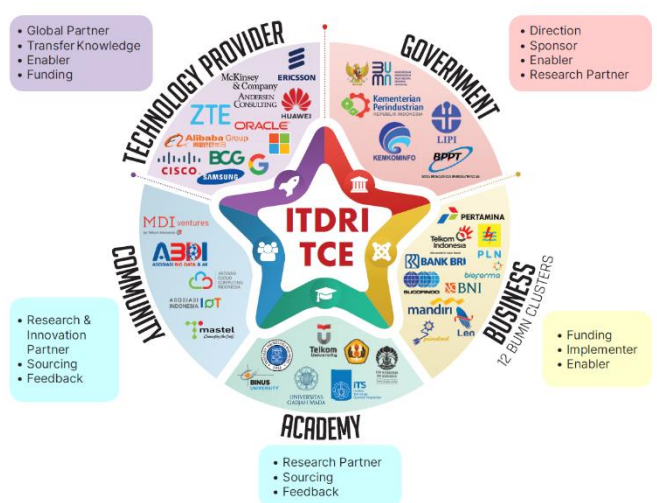 • Global Partner
• Transfer Knowledge
• Enabler
• Funding
• Direction
• Sponsor
• Enabler
• Research Partner
TECHNOLOGY PROVIDER
McKinsey
& Company
ERICSSON
ANDERSEN
CONSULTING
ZTE
HUAWEI
ORACLE
Alibaba Group
CISCO
BCG
SAMSUNG
G
GOVERNMENT
BUMN
Kementerian
Perindustrian
REPUBLIK INDONESIA
LIPI
KEMKOMINFO
BPPT
ITDRI
TCE
COMMUNITY
MDI ventures
ABDI
ASOSIASI BIG DATA & AI
ASOSIASI
CLOUD
COMPUTING
INDONESIA
ASOSIASI
INDONESIA
IoT
mastel
BUSINESS
12 BUMN CLUSTERS
PERTAMINA
Telkom
Indonesia
PLN
BANK BRI
biofarma
SUCOFINDO
BNI
mandiri
Len
ACADEMY
Telkom
University
BINUS
UNIVERSITY
UNIVERSITAS
GADJAH MADA
ITS
• Research &
Innovation
Partner
• Sourcing
• Feedback
• Funding
• Implementer
• Enabler
• Research Partner
• Sourcing
• Feedback